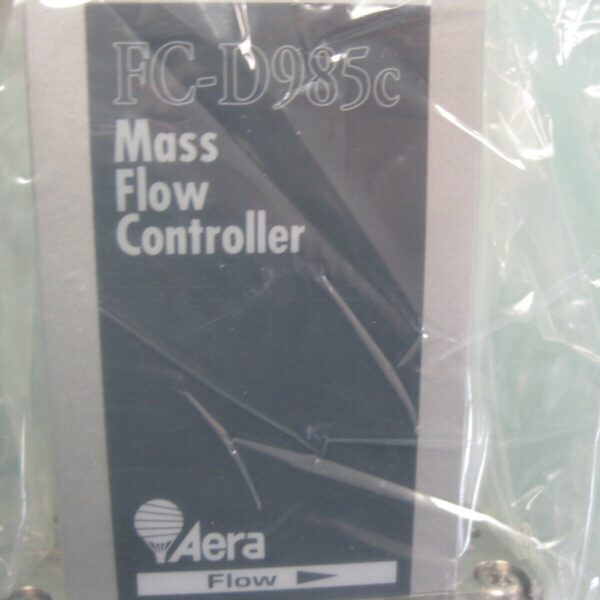 FC-D985c
Mass
Flow
Controller
Aera
Flow